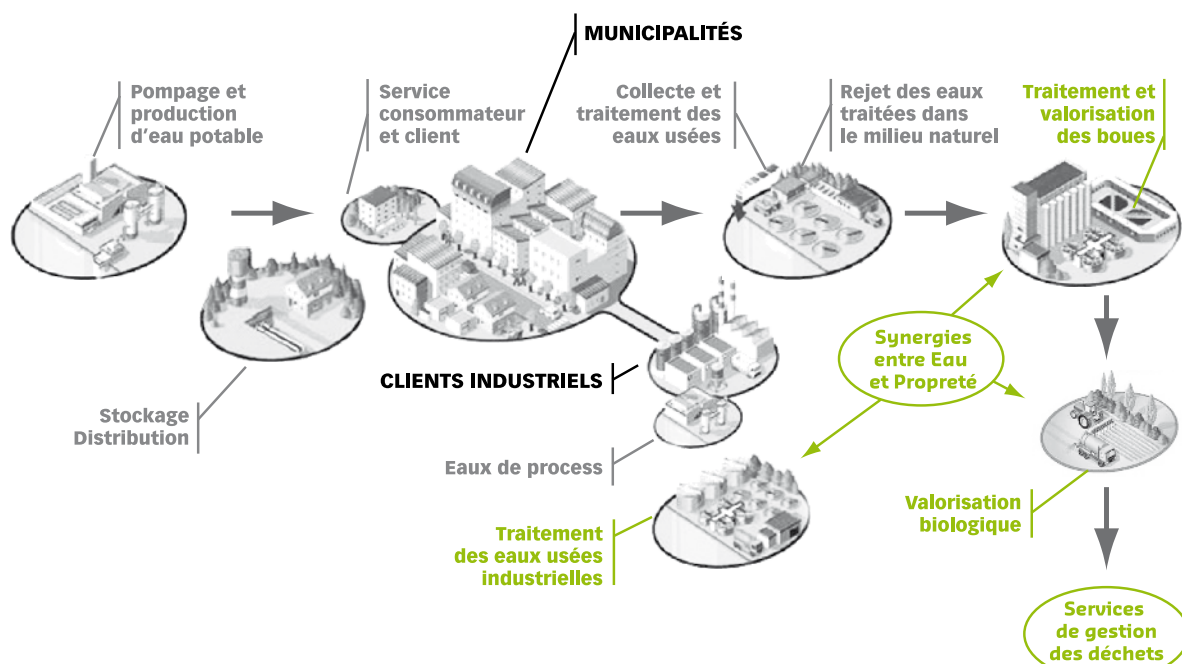 MUNICIPALITÉS
Pompage et
production
d'eau potable
Service
consommateur
et client
Collecte et
traitement des
eaux usées
Rejet des eaux
traitées dans
le milieu naturel
Traitement et
valorisation
des boues
Synergies
entre Eau
et Propreté
CLIENTS INDUSTRIELS
Stockage
Distribution
Eaux de process
Valorisation
biologique
Traitement
des eaux usées
industrielles
Services
de gestion
des déchets